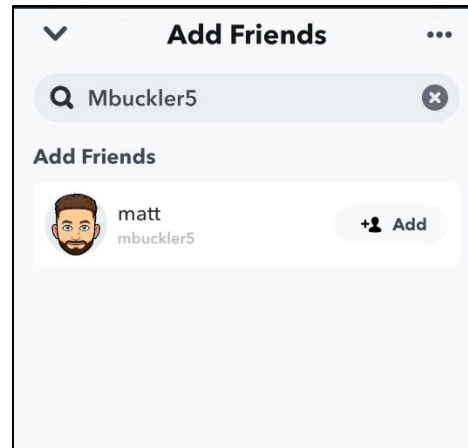 Add Friends
Mbuckler5
Add Friends
matt
mbuckler5
Add